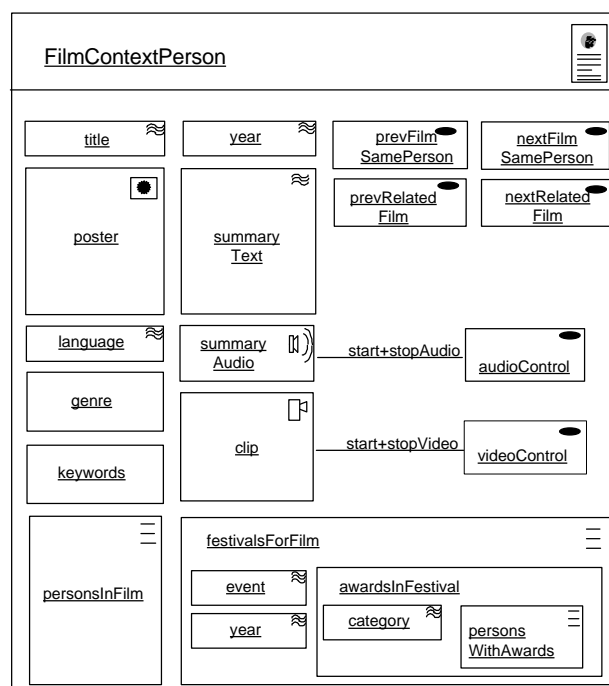 FilmContextPerson
title
year
prevFilm
SamePerson
nextFilm
SamePerson
poster
summary
Text
prevRelated
Film
nextRelated
Film
language
summary
Audio
start+stopAudio
audioControl
genre
clip
start+stopVideo
videoControl
keywords
personsInFilm
festivalsForFilm
event
awardsInFestival
year
category
persons
WithAwards